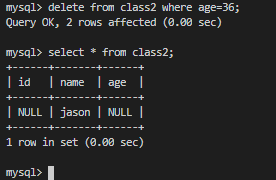 mysql> delete from class2 where age=36;
Query OK, 2 rows affected (0.00 sec)
mysql> select * from class2;
+------+-------+------+
| id   | name  | age  |
+------+-------+------+
| NULL | jason | NULL |
+------+-------+------+
1 row in set (0.00 sec)
mysql>